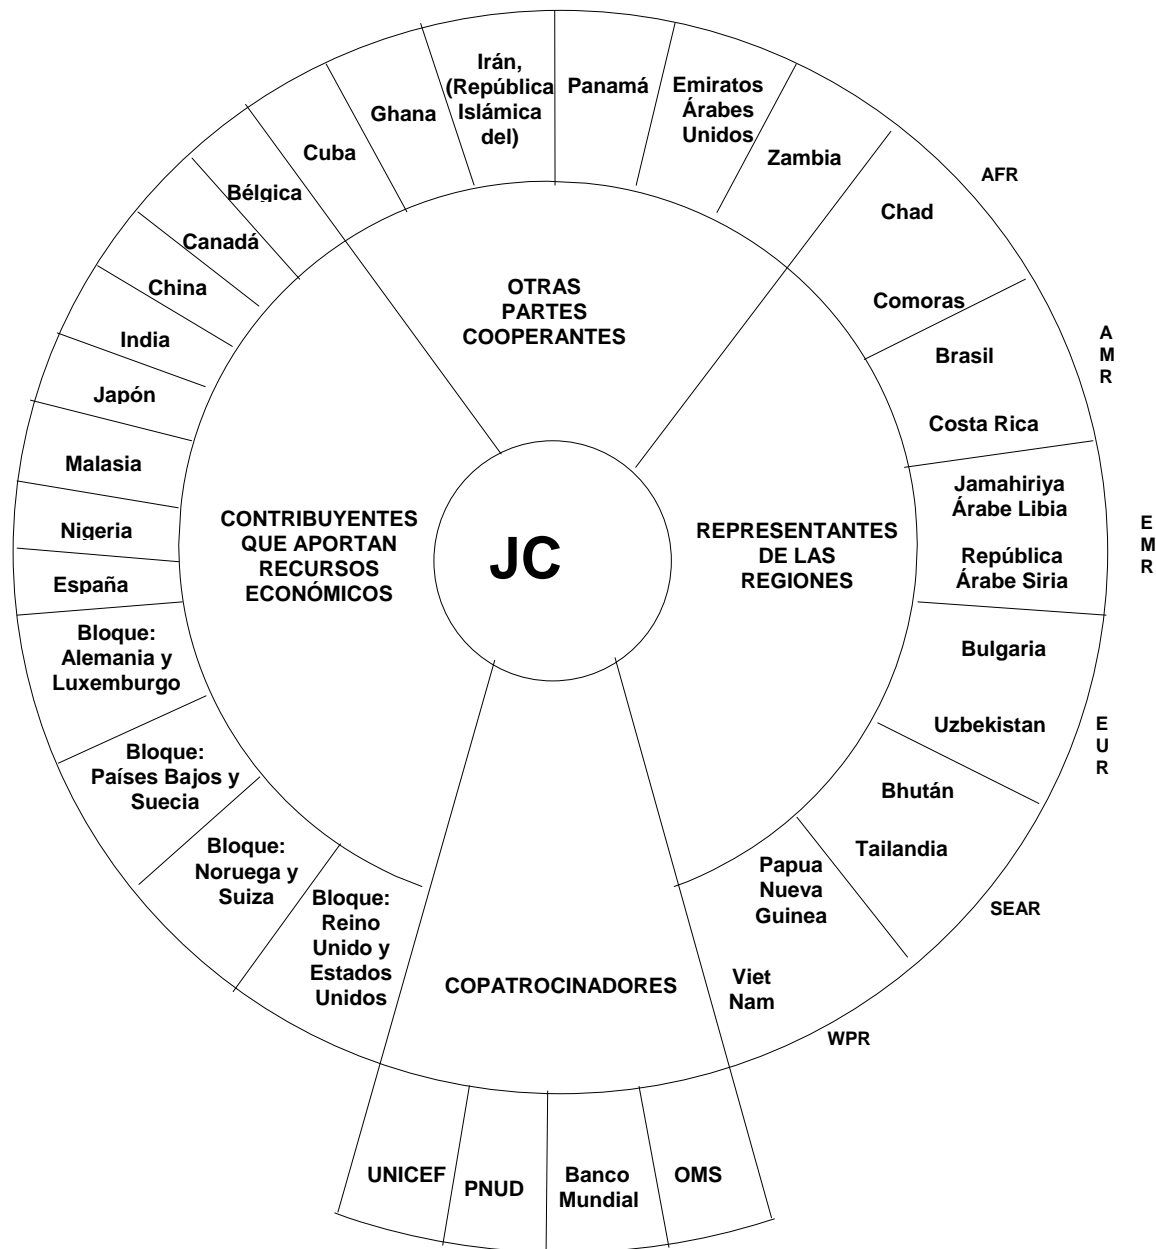 Irán,
(República
Islámica
del)
Panamá
Emiratos
Árabes
Unidos
Zambia
Ghana
Cuba
Bélgica
Canadá
China
India
Japón
Malasia
Nigeria
España
Bloque:
Alemania y
Luxemburgo
Bloque:
Países Bajos y
Suecia
Bloque:
Noruega y
Suiza
Bloque:
Reino
Unido y
Estados
Unidos
OTRAS
PARTES
COOPERANTES
CONTRIBUYENTES
QUE APORTAN
RECURSOS
ECONÓMICOS
JC
REPRESENTANTES
DE LAS
REGIONES
COPATROCINADORES
AFR
Chad
Comoras
A
M
R
Brasil
Costa Rica
E
M
R
Jamahiriya
Árabe Libia
República
Árabe Siria
E
U
R
Bulgaria
Uzbekistan
SEAR
Bhután
Tailandia
WPR
Papua
Nueva
Guinea
Viet
Nam
UNICEF
PNUD
Banco
Mundial
OMS